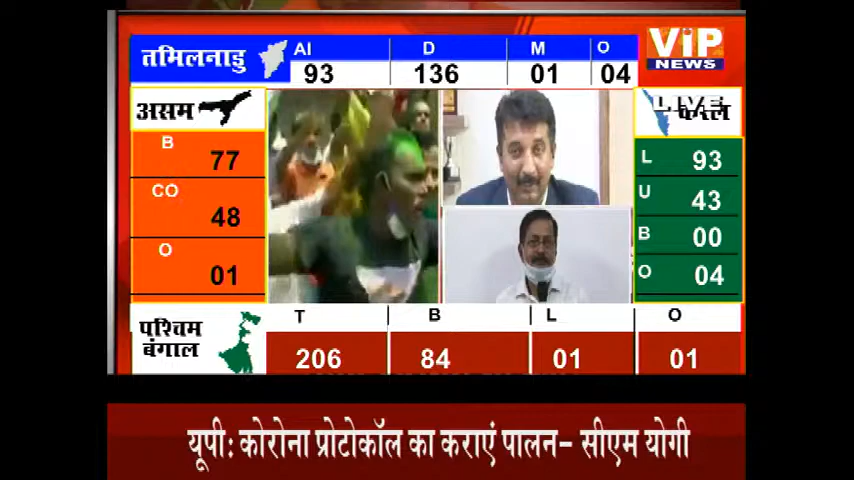 तमिलनाडु
AI D M O
93 136 01 04
VIP
NEWS
असम
B
77
CO
48
O
01
LIVE
L 93
U 43
B 00
O 04
पश्चिम
बंगाल
T B L O
206 84 01 01
यूपी: कोरोना प्रोटोकॉल का कराएं पालन- सीएम योगी